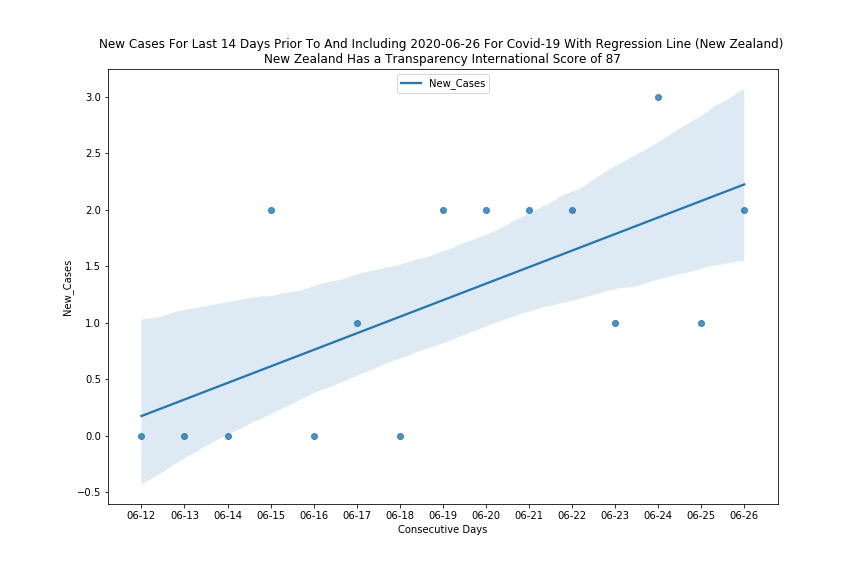 New Cases For Last 14 Days Prior To And Including 2020-06-26 For Covid-19 With Regression Line (New Zealand)
New Zealand Has a Transparency International Score of 87
New_Cases
3.0
2.5
2.0
1.5
1.0
0.5
0.0
−0.5
New_Cases
06-12 06-13 06-14 06-15 06-16 06-17 06-18 06-19 06-20 06-21 06-22 06-23 06-24 06-25 06-26
Consecutive Days